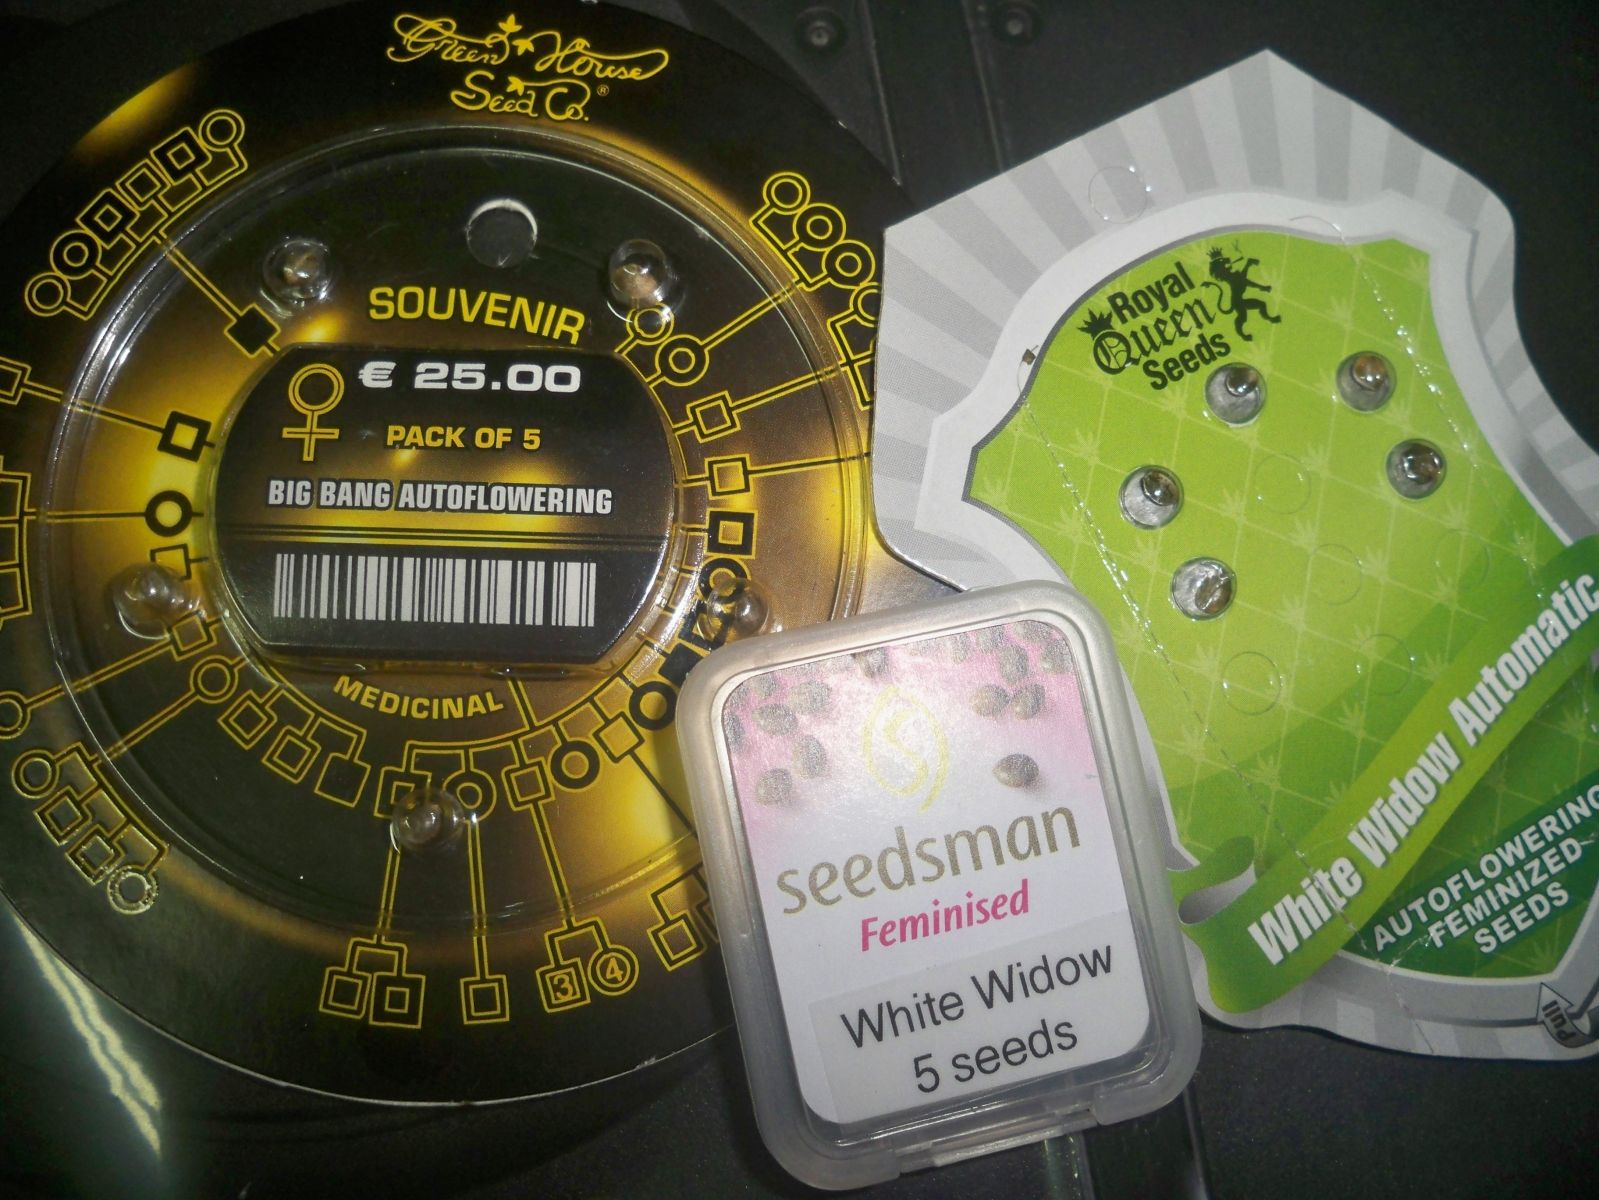 Green House
Seed Co.®
SOUVENIR
€ 25.00
PACK OF 5
BIG BANG AUTOFLOWERING
MEDICINAL
3
4
Royal
Queen
Seeds
White Widow Automatic
AUTOFLOWERING
FEMINIZED
SEEDS
Pull
seedsman
Feminised
White Widow
5 seeds